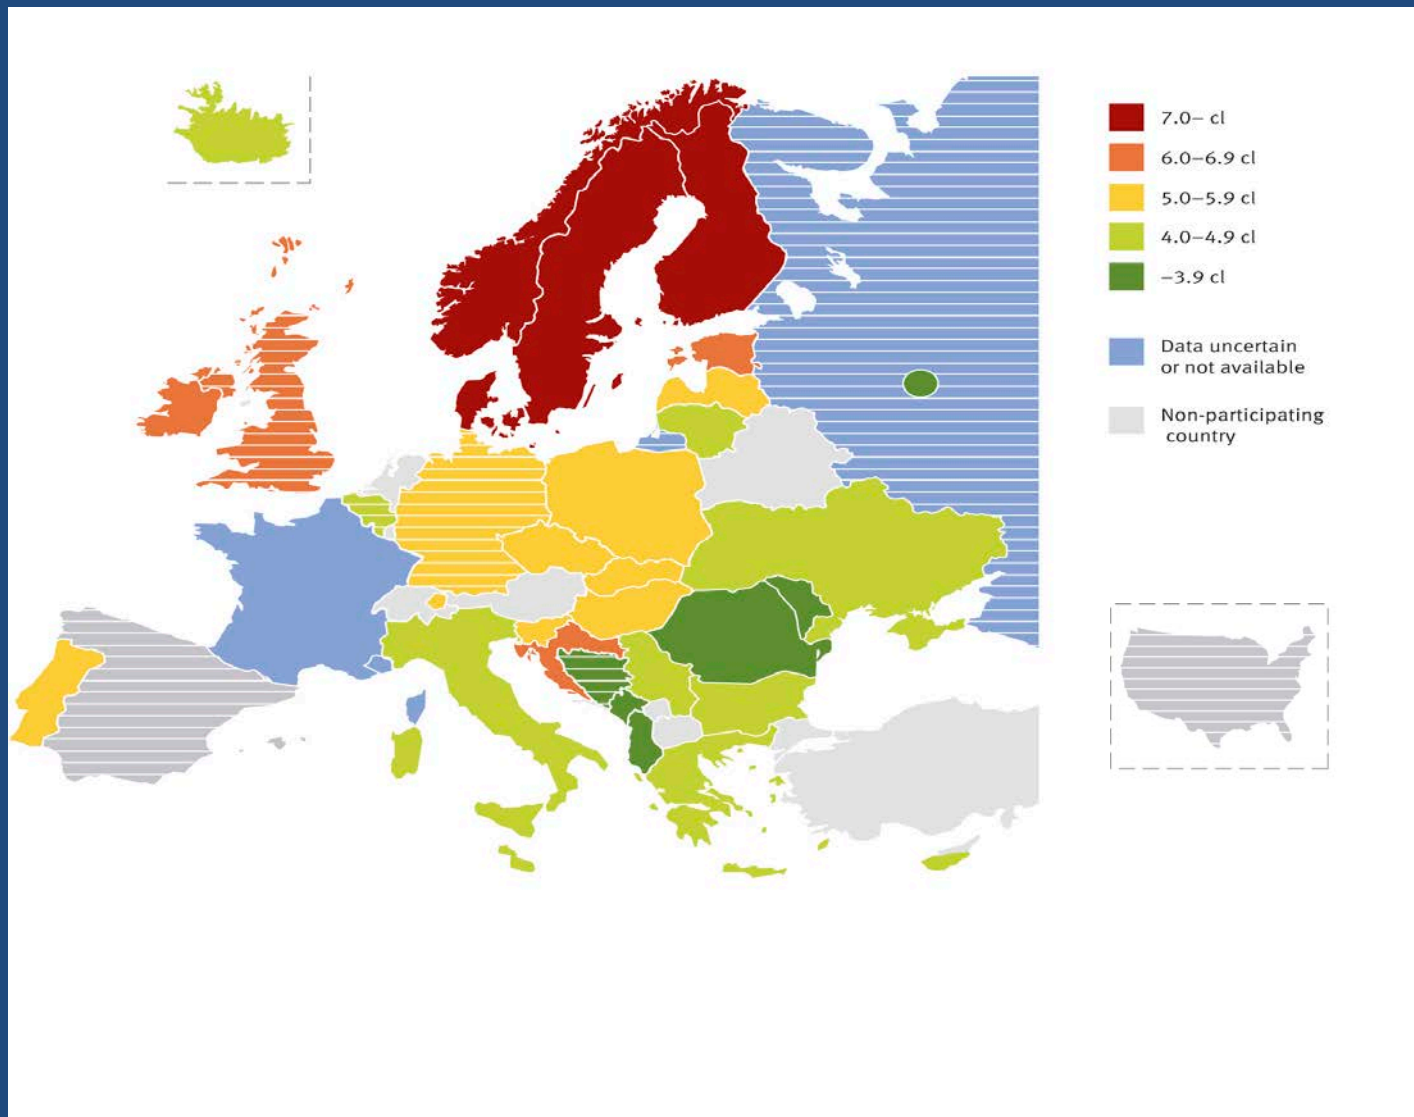 7.0– cl
6.0–6.9 cl
5.0–5.9 cl
4.0–4.9 cl
–3.9 cl
Data uncertain
or not available
Non-participating
country